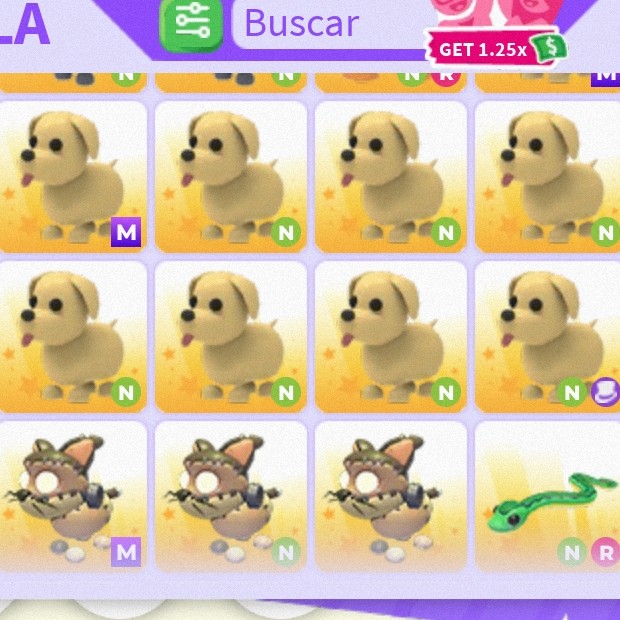 LA
Buscar
GET 1.25x $
N N N R M
M N N N
N N N N
M N N R